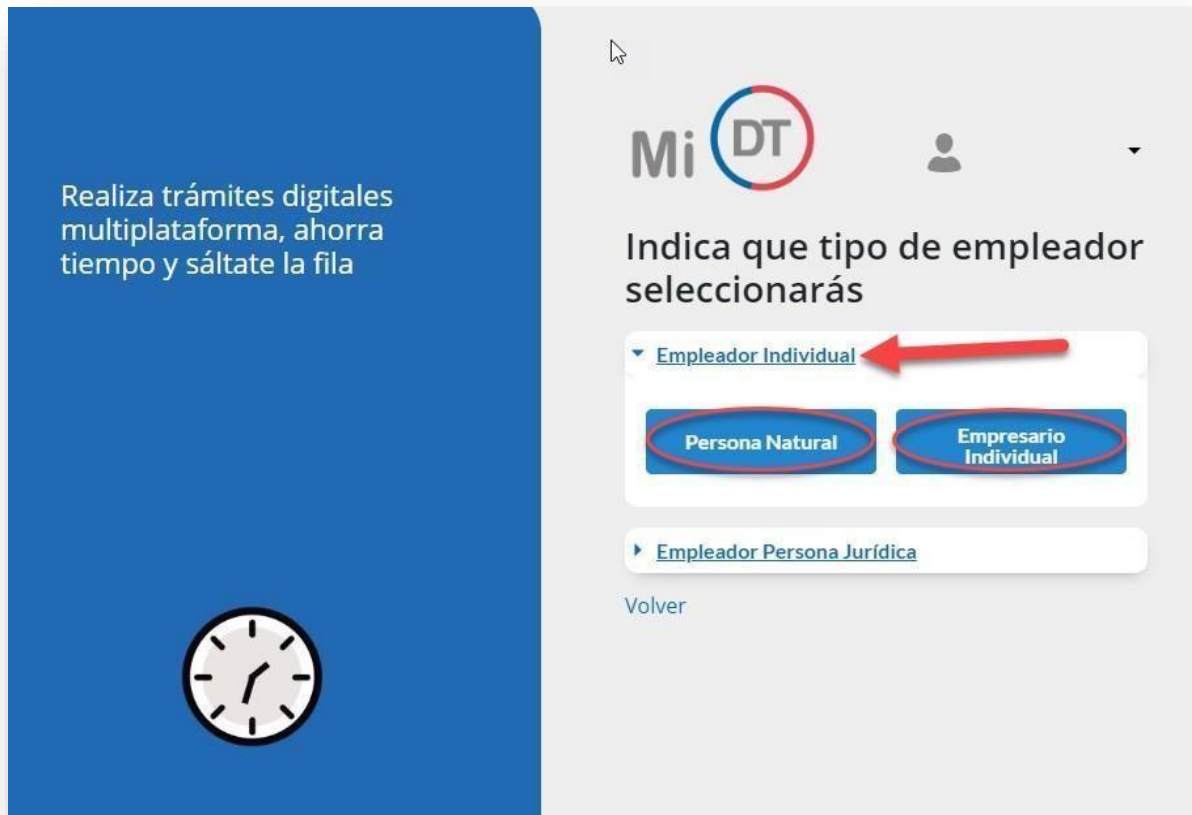 Realiza trámites digitales
multiplataforma, ahorra
tiempo y sáltate la fila
Mi DT
Indica que tipo de empleador
seleccionarás
Empleador Individual
Persona Natural
Empresario
Individual
Empleador Persona Jurídica
Volver